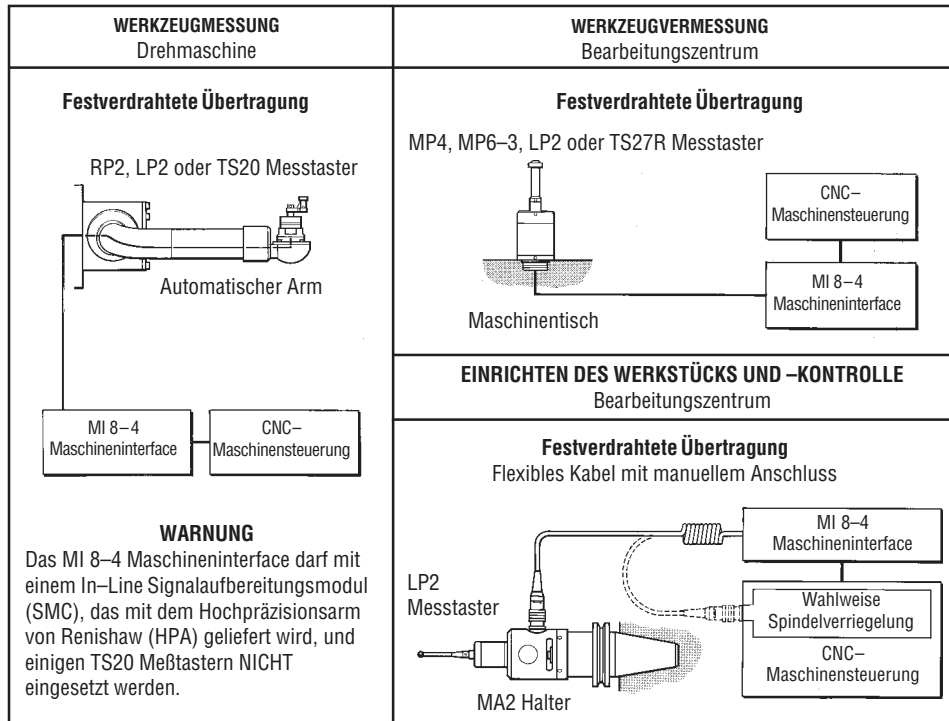 WERKZEUGMESSUNG
Drehmaschine
Festverdrahtete Übertragung
RP2, LP2 oder TS20 Messtaster
Automatischer Arm
MI 8–4
Maschineninterface
CNC–
Maschinensteuerung
WARNUNG
Das MI 8–4 Maschineninterface darf mit
einem In–Line Signalaufbereitungsmodul
(SMC), das mit dem Hochpräzisionsarm
von Renishaw (HPA) geliefert wird, und
einigen TS20 Meßtastern NICHT
eingesetzt werden.
WERKZEUGVERMESSUNG
Bearbeitungszentrum
Festverdrahtete Übertragung
MP4, MP6–3, LP2 oder TS27R Messtaster
CNC–
Maschinensteuerung
MI 8–4
Maschineninterface
Maschinentisch
EINRICHTEN DES WERKSTÜCKS UND –KONTROLLE
Bearbeitungszentrum
Festverdrahtete Übertragung
Flexibles Kabel mit manuellem Anschluss
MI 8–4
Maschineninterface
LP2
Messtaster
Wahlweise
Spindelverriegelung
CNC–
Maschinensteuerung
MA2 Halter